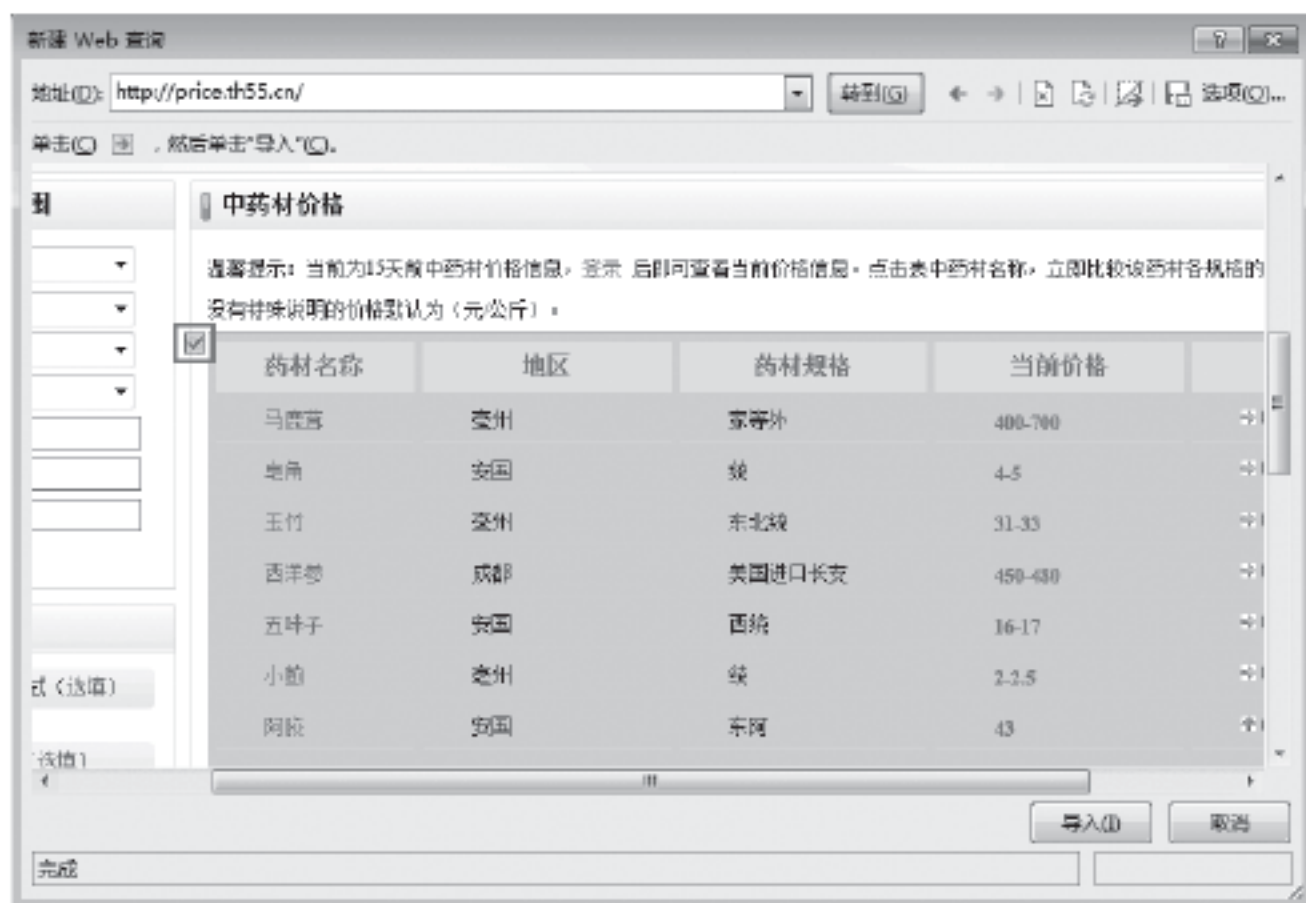 新建 Web 查询
地址(D): http://price.th55.cn/ 转到(G) 选项(O)...
单击(C) ,然后单击“导入”(C)。
中药材价格
温馨提示：当前为15天前中药材价格信息，登录 后即可查看当前价格信息。点击表中药材名称，立即比较该药材各规格的
没有特殊说明的价格默认为（元/公斤）。
药材名称 地区 药材规格 当前价格
马鹿茸 亳州 家等外 400-700
皂角 安国 统 4-5
玉竹 亳州 东北统 31-33
西洋参 成都 美国进口长支 450-480
五味子 安国 西统 16-17
式（选填） 小蓟 亳州 统 2-2.5
阿胶 安国 东阿 43
选填）
导入(I) 取消
完成